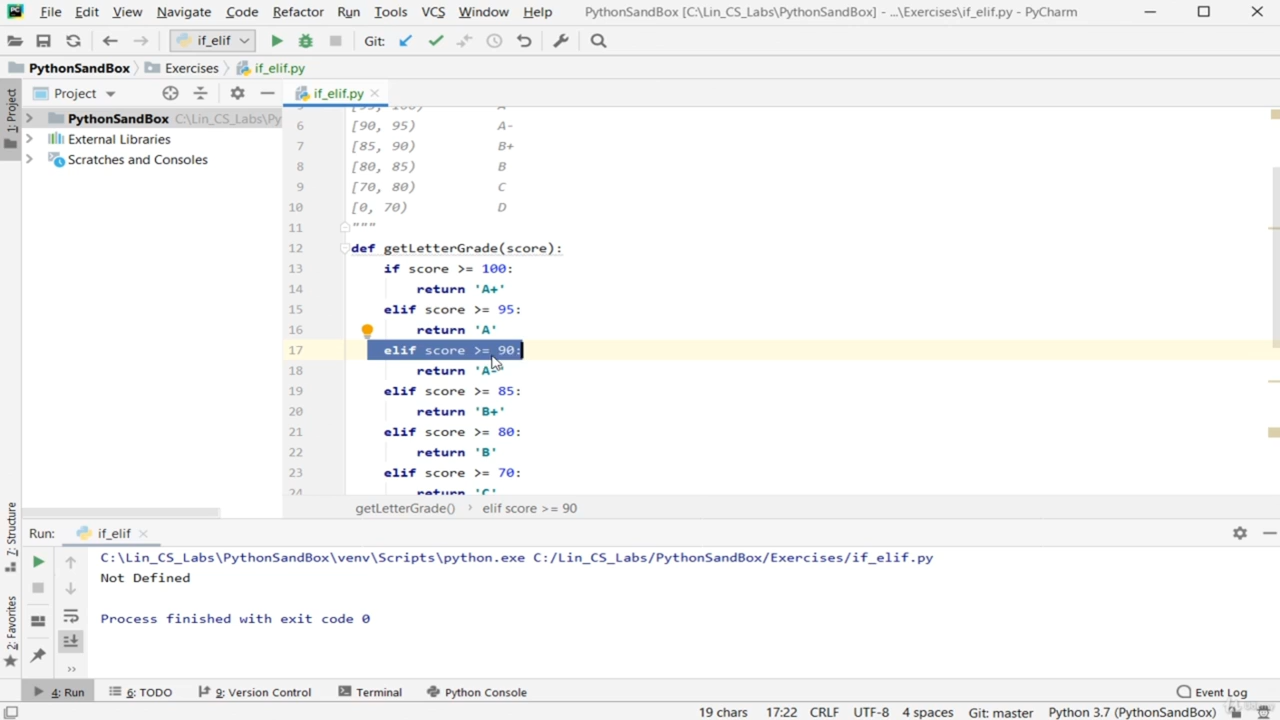 File Edit View Navigate Code Refactor Run Tools VCS Window Help PythonSandBox [C:\Lin_CS_Labs\PythonSandBox] - ...\Exercises\if_elif.py - PyCharm
if_elif Git:
PythonSandBox Exercises if_elif.py
Project if_elif.py
1: Project
PythonSandBox C:\Lin_CS_Labs\Py
External Libraries
Scratches and Consoles
6 [90, 95) A-
7 [85, 90) B+
8 [80, 85) B
9 [70, 80) C
10 [0, 70) D
11 """
12 def getLetterGrade(score):
13 if score >= 100:
14 return 'A+'
15 elif score >= 95:
16 return 'A'
17 elif score >= 90:
18 return 'A-
19 elif score >= 85:
20 return 'B+'
21 elif score >= 80:
22 return 'B'
23 elif score >= 70:
24 return 'C'
getLetterGrade() › elif score >= 90
7: Structure
2: Favorites
Run: if_elif
C:\Lin_CS_Labs\PythonSandBox\venv\Scripts\python.exe C:/Lin_CS_Labs/PythonSandBox/Exercises/if_elif.py
Not Defined
Process finished with exit code 0
4: Run 6: TODO 9: Version Control Terminal Python Console Event Log
19 chars 17:22 CRLF UTF-8 4 spaces Git: master Python 3.7 (PythonSandBox)